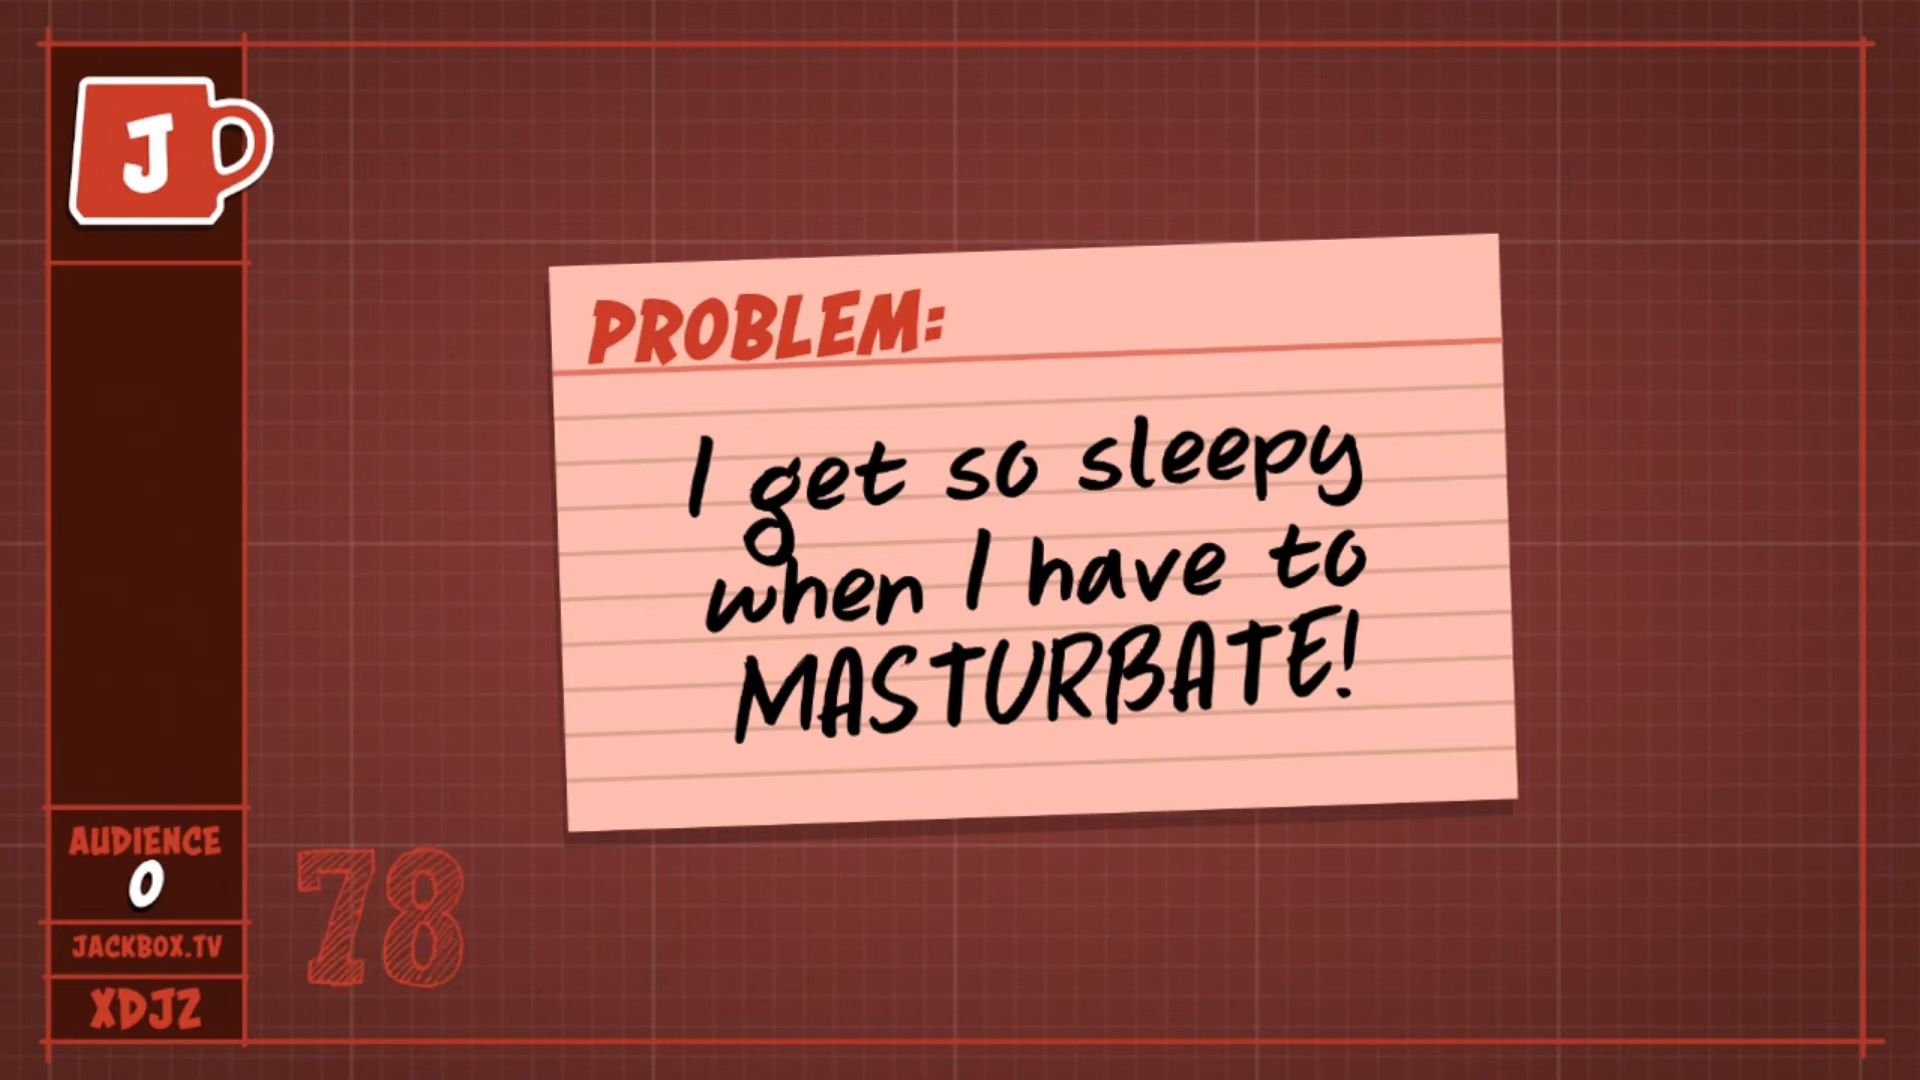 J
PROBLEM:
I get so sleepy
when I have to
MASTURBATE!
AUDIENCE
0
JACKBOX.TV
XDJZ
78